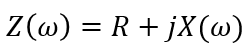 Z(ω) = R + jX(ω)